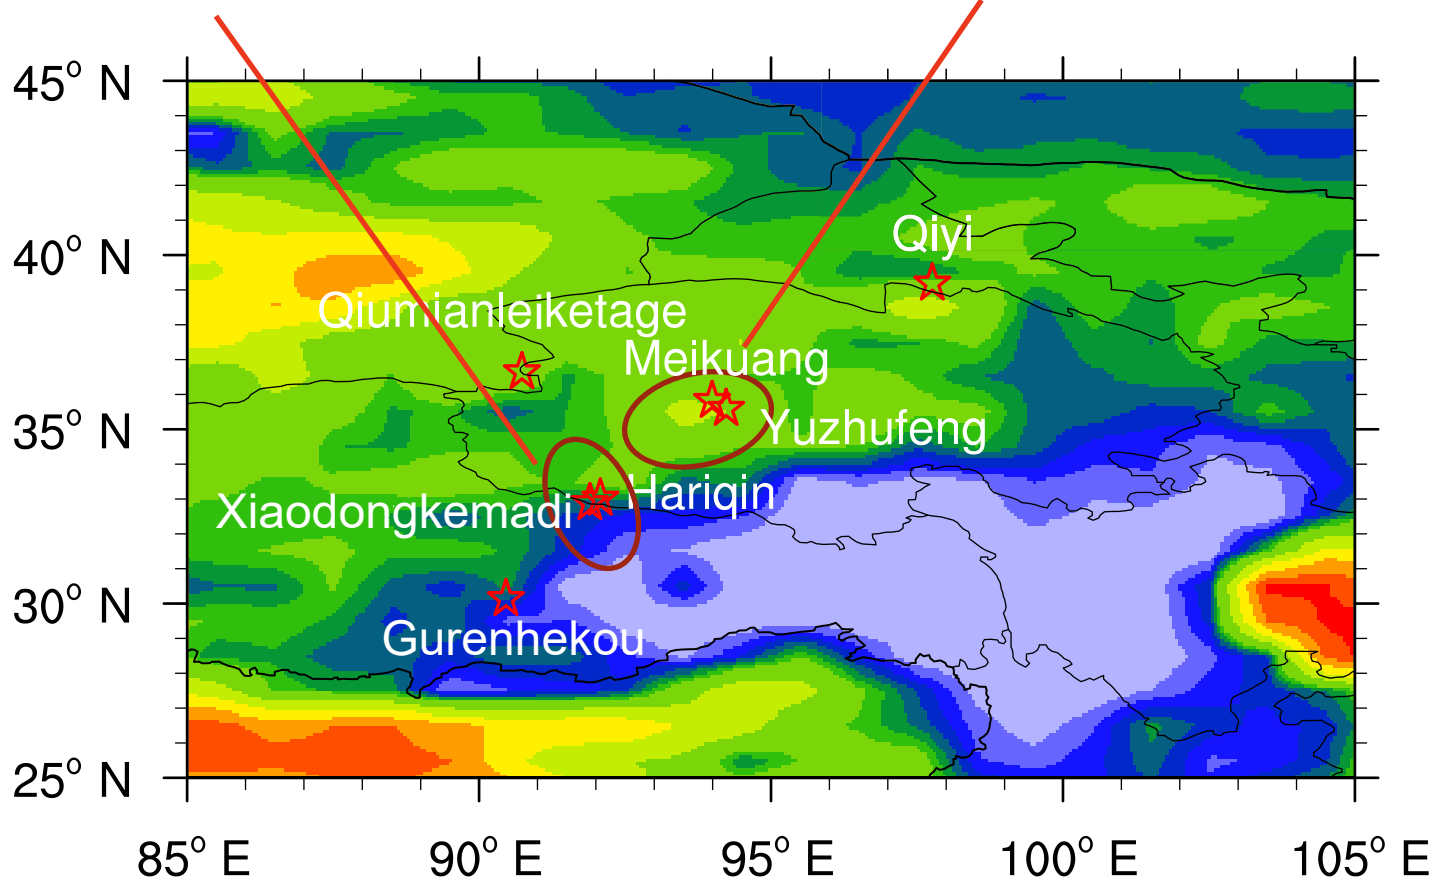 45° N
Qiyi
40° N
Qiumianleiketage
Meikuang
35° N
Yuzhufeng
Hariqin
Xiaodongkemadi
30° N
Gurenhekou
25° N
85° E
90° E
95° E
100° E
105° E